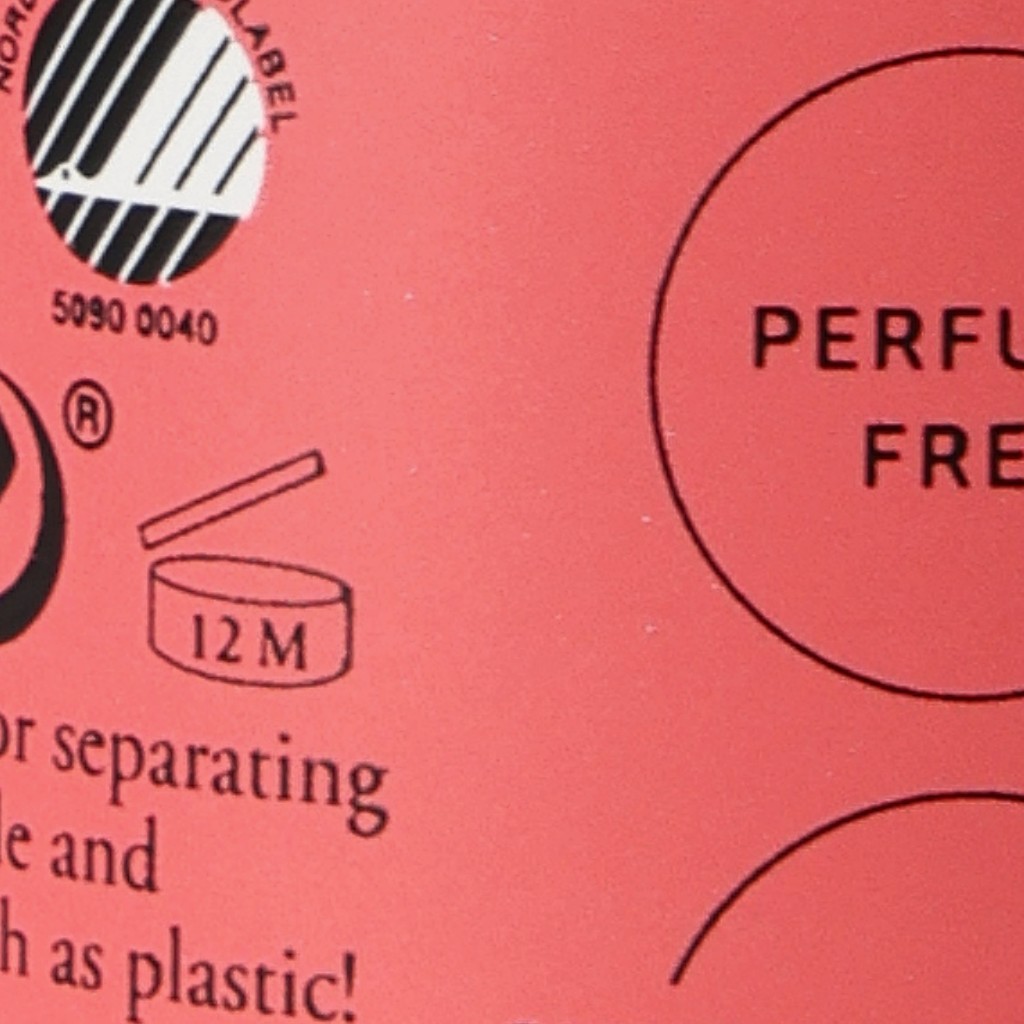 LABEL
5090 0040
®
12 M
PERFU
FRE
or separating
le and
h as plastic!